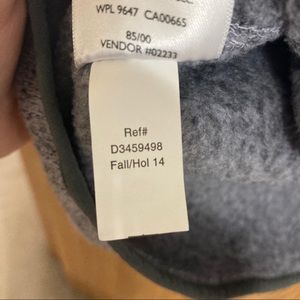 WPL 9647 CA00665
85/00
VENDOR #02233
Ref#
D3459498
Fall/Hol 14